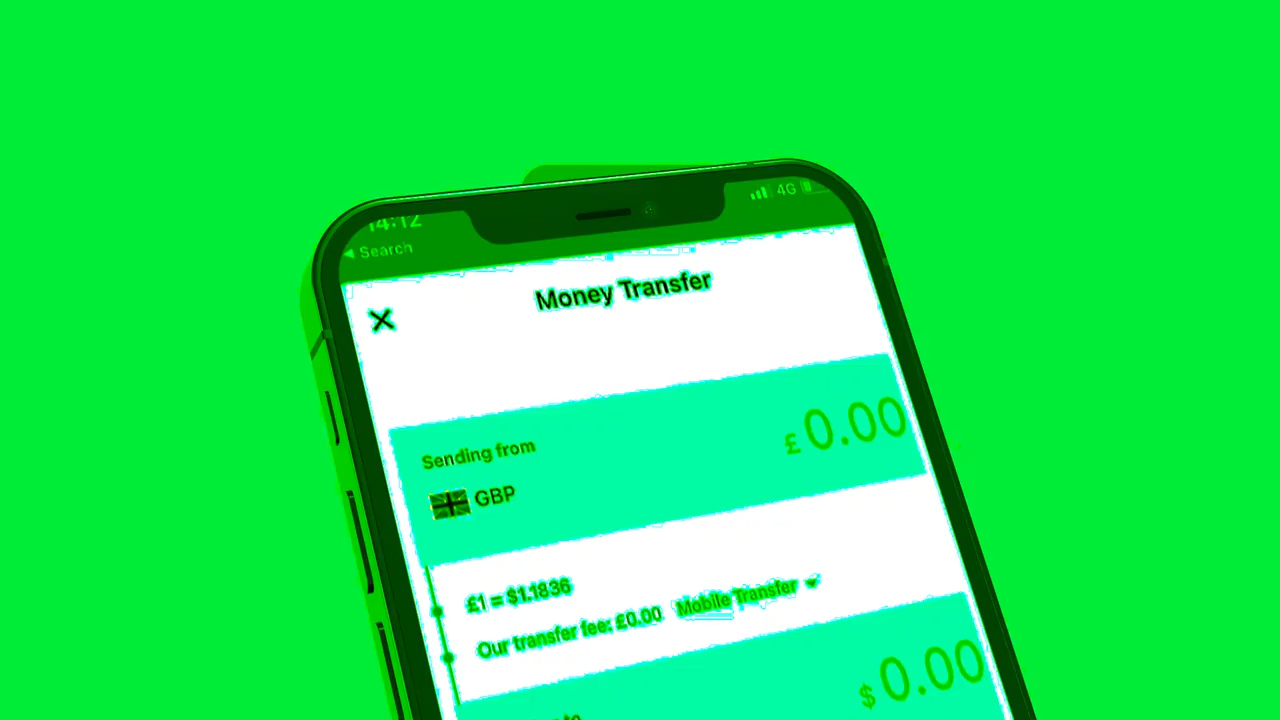 14:12
4G
Search
Money Transfer
Sending from
£0.00
GBP
£1 = $1.1836
Our transfer fee: £0.00 Mobile Transfer
$0.00